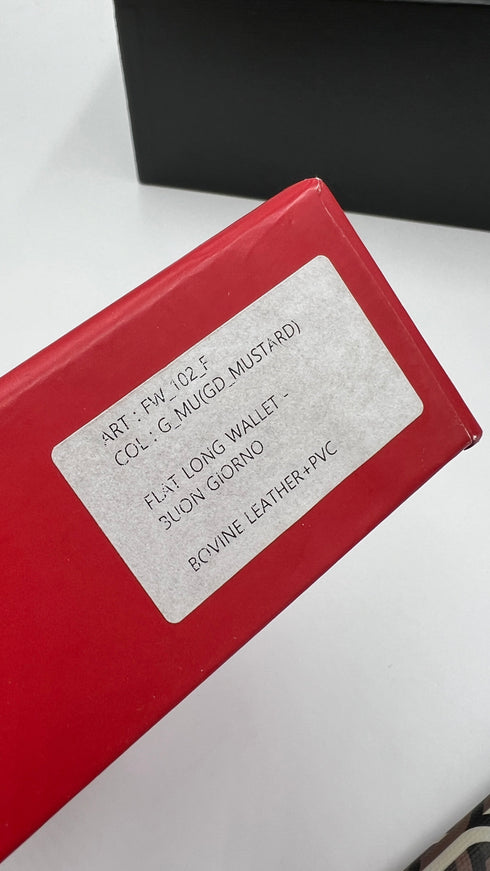 ART : FW_102_F
COL : G_MU(GD_MUSTARD)
FLAT LONG WALLET -
BUON GIORNO
BOVINE LEATHER+PVC